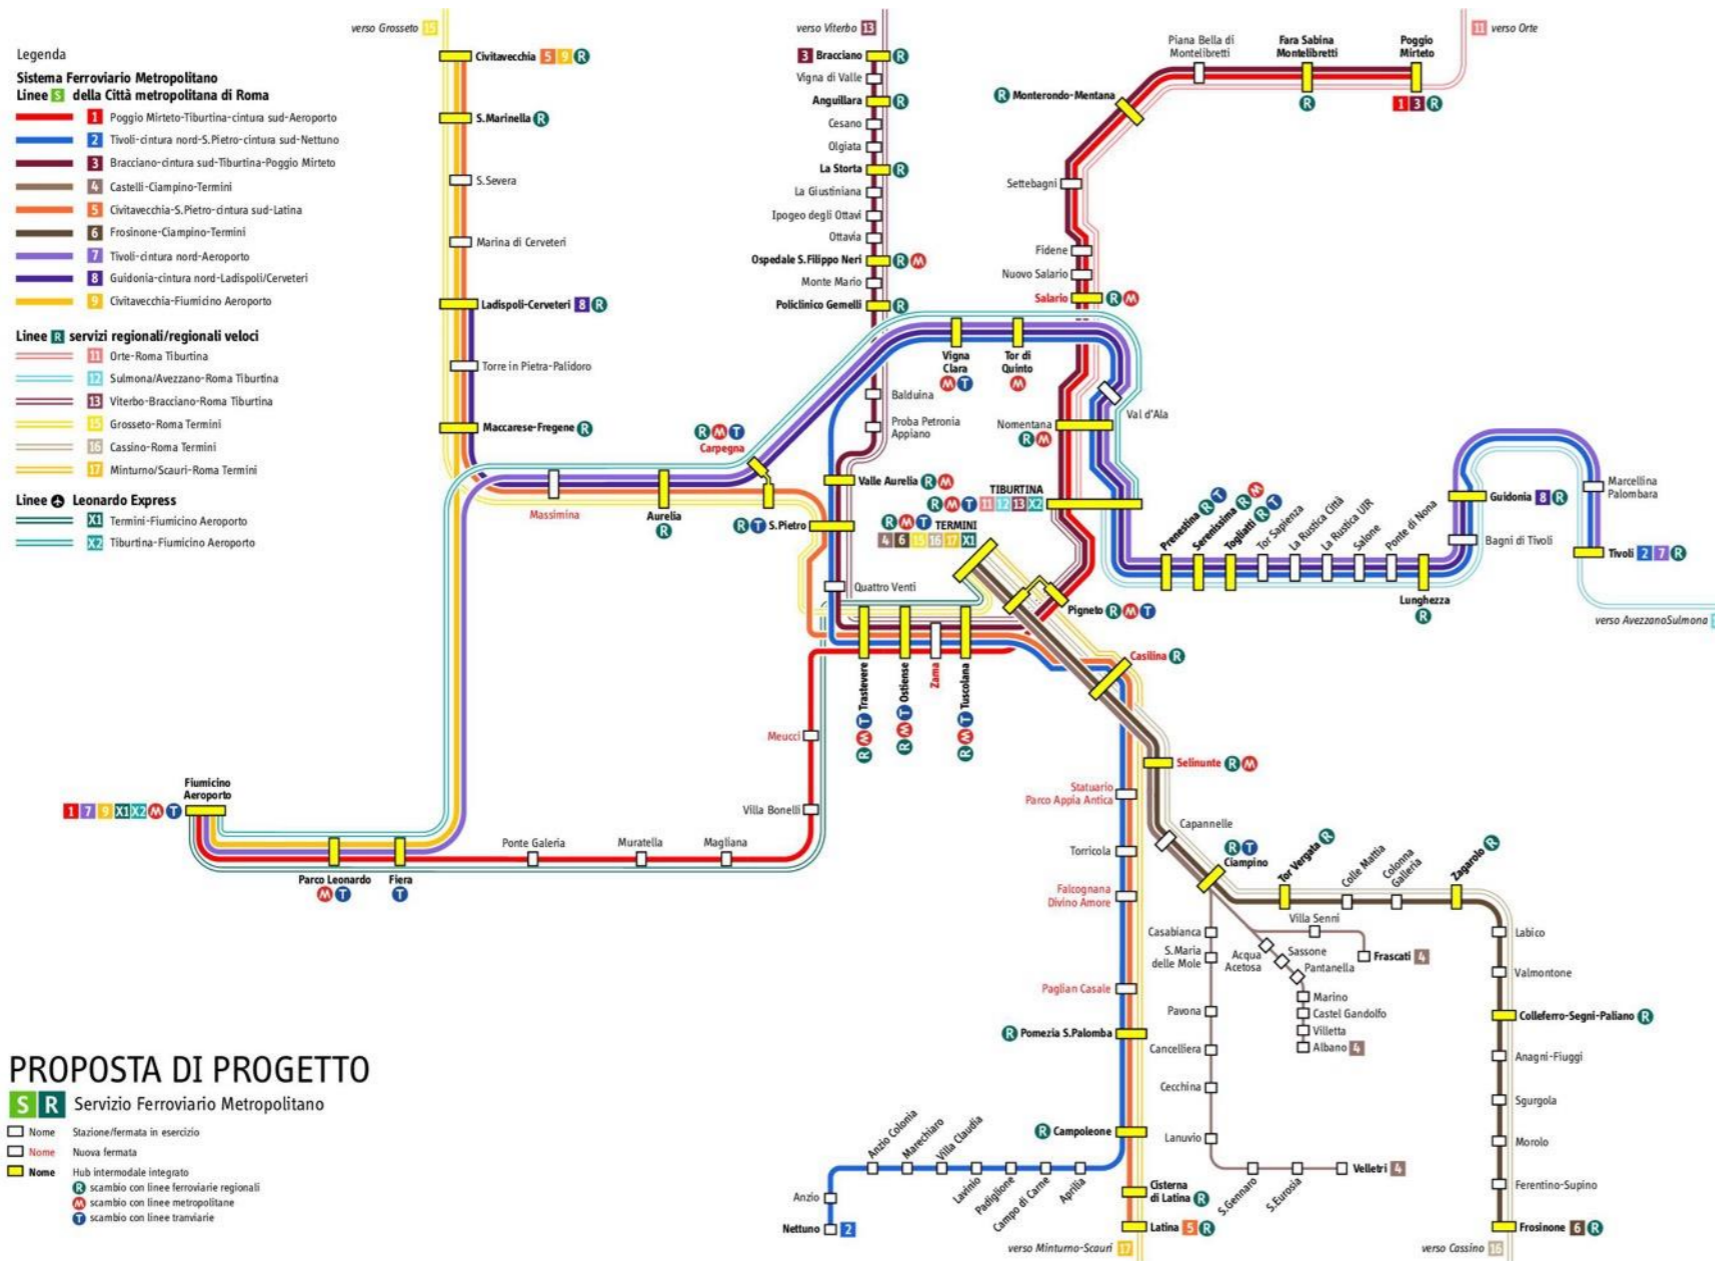 Legenda
Sistema Ferroviario Metropolitano
Linee S della Città metropolitana di Roma
1 Poggio Mirteto-Tiburtina-cintura sud-Aeroporto
2 Tivoli-cintura nord-S.Pietro-cintura sud-Nettuno
3 Bracciano-cintura sud-Tiburtina-Poggio Mirteto
4 Castelli-Ciampino-Termini
5 Civitavecchia-S.Pietro-cintura sud-Latina
6 Frosinone-Ciampino-Termini
7 Tivoli-cintura nord-Aeroporto
8 Guidonia-cintura nord-Ladispoli/Cerveteri
9 Civitavecchia-Fiumicino Aeroporto
Linee R servizi regionali/regionali veloci
11 Orte-Roma Tiburtina
12 Sulmona/Avezzano-Roma Tiburtina
13 Viterbo-Bracciano-Roma Tiburtina
15 Grosseto-Roma Termini
16 Cassino-Roma Termini
17 Minturno/Scauri-Roma Termini
Linee Leonardo Express
X1 Termini-Fiumicino Aeroporto
X2 Tiburtina-Fiumicino Aeroporto
verso Grosseto 15
Civitavecchia 5 9 R
S.Marinella R
S.Severa
Marina di Cerveteri
Ladispoli-Cerveteri 8 R
Torre in Pietra-Palidoro
Maccarese-Fregene R
verso Viterbo 13
3 Bracciano R
Vigna di Valle
Anguillara R
Cesano
Olgiata
La Storta R
La Giustiniana
Ipogeo degli Ottavi
Ottavia
Ospedale S.Filippo Neri R M
Monte Mario
Policlinico Gemelli R
Balduina
Proba Petronia
Appiano
Valle Aurelia R M
11 verso Orte
Piana Bella di
Montelibretti
Fara Sabina
Montelibretti
R
Poggio
Mirteto
1 3 R
R Monterondo-Mentana
Settebagni
Fidene
Nuovo Salario
Salario R M
Vigna
Clara
M T
Tor di
Quinto
M
Val d'Ala
Nomentana
R M
R M T
Carpegna
Massimina
Aurelia
R
R T S.Pietro
TIBURTINA
R M T 11 12 13 X2
R M T TERMINI
4 6 15 16 17 X1
Quattro Venti
Prenestina R T
Serenissima R M
Togliatti R T
Tor Sapienza
La Rustica Città
La Rustica UIR
Salone
Ponte di Nona
Lunghezza
R
Guidonia 8 R
Bagni di Tivoli
Marcellina
Palombara
Tivoli 2 7 R
verso AvezzanoSulmona
Pigneto R M T
Casilina R
R M T Trastevere
R M T Ostiense
Zama
R M T Tuscolana
Meucci
Villa Bonelli
Fiumicino
Aeroporto
1 7 9 X1 X2 M T
Parco Leonardo
M T
Fiera
T
Ponte Galeria
Muratella
Magliana
Selinunte R M
Statuario
Parco Appia Antica
Torricola
Falcognana
Divino Amore
Paglian Casale
R Pomezia S.Palomba
R Campoleone
Cisterna
di Latina R
Latina 5 R
verso Minturno-Scauri 17
Anzio Colonia
Marechiaro
Villa Claudia
Lavinio
Padiglione
Campo di Carne
Aprilia
Anzio
Nettuno 2
Capannelle
R T
Ciampino
Tor Vergata R
Colle Mattia
Colonna
Galleria
Zagarolo R
Casabianca
S.Maria
delle Mole
Pavona
Cancelliera
Cecchina
Lanuvio
S.Gennaro
S.Eurosia
Velletri 4
Villa Senni
Frascati 4
Acqua
Acetosa
Sassone
Pantanella
Marino
Castel Gandolfo
Villetta
Albano 4
Labico
Valmontone
Colleferro-Segni-Paliano R
Anagni-Fiuggi
Sgurgola
Morolo
Ferentino-Supino
Frosinone 6 R
verso Cassino 16
PROPOSTA DI PROGETTO
S R Servizio Ferroviario Metropolitano
Nome Stazione/fermata in esercizio
Nome Nuova fermata
Nome Hub intermodale integrato
R scambio con linee ferroviarie regionali
M scambio con linee metropolitane
T scambio con linee tranviarie